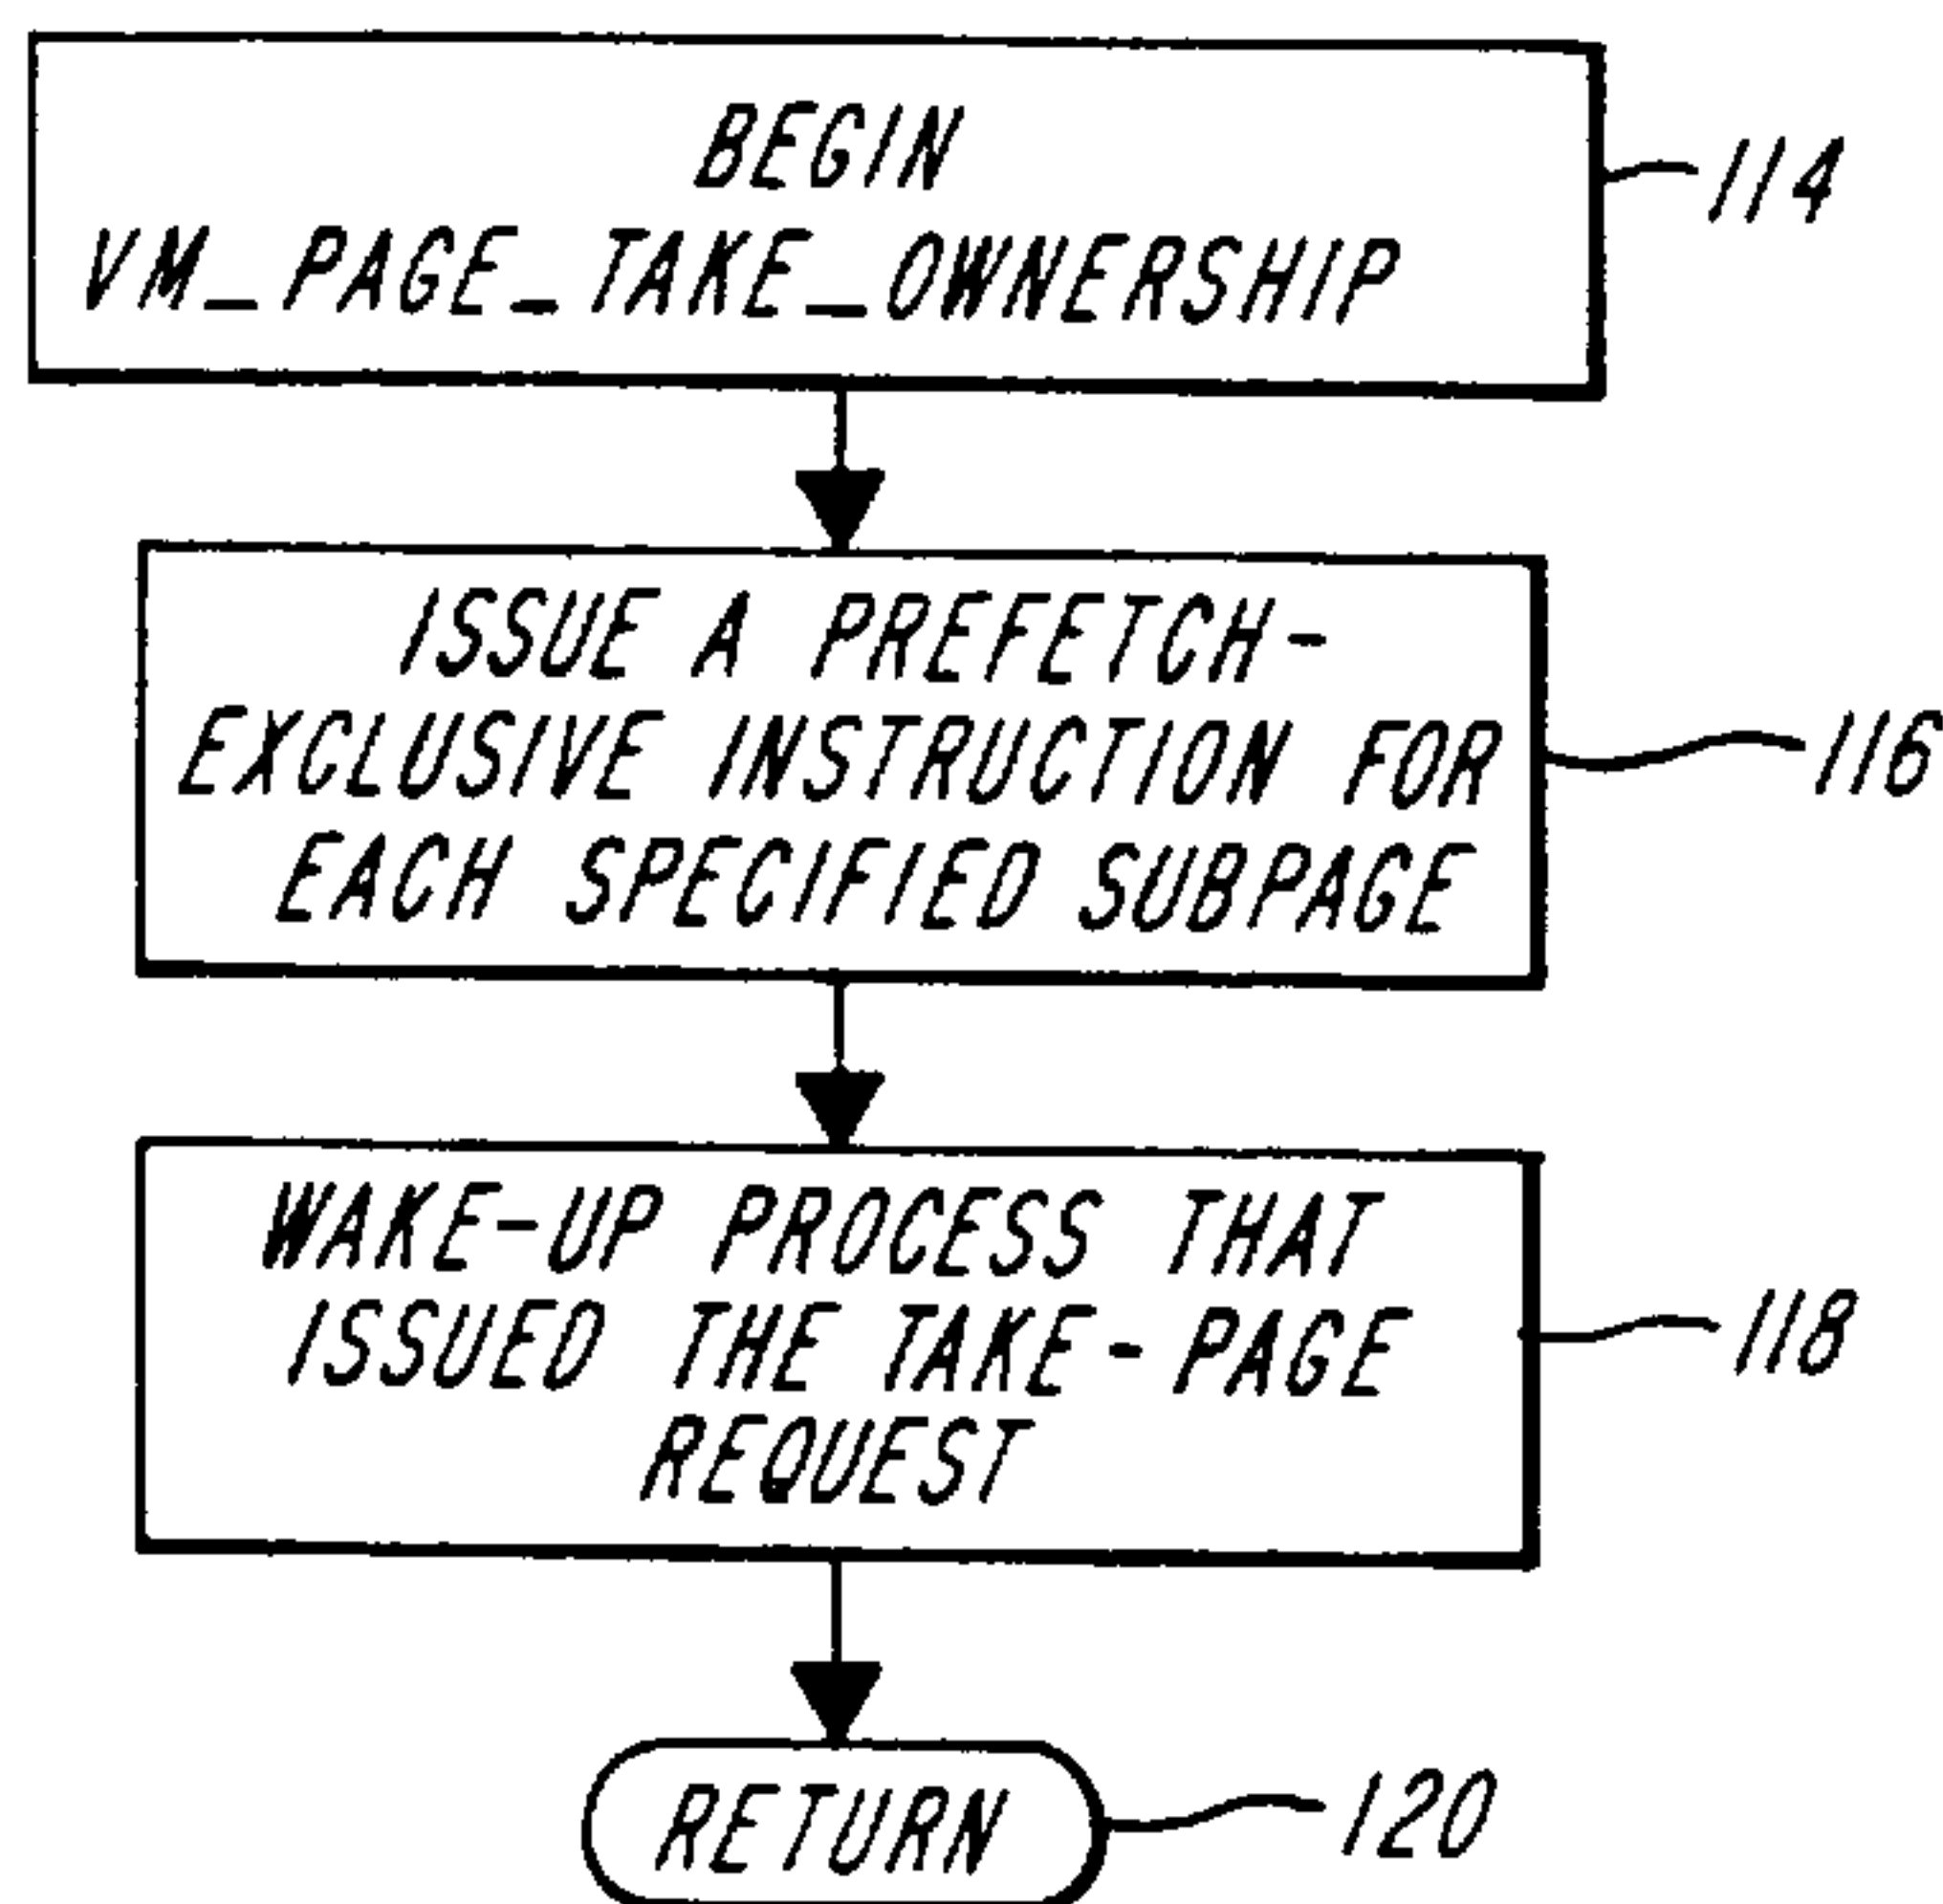 BEGIN
VM_PAGE_TAKE_OWNERSHIP
114
ISSUE A PREFETCH-
EXCLUSIVE INSTRUCTION FOR
EACH SPECIFIED SUBPAGE
116
WAKE-UP PROCESS THAT
ISSUED THE TAKE-PAGE
REQUEST
118
RETURN
120